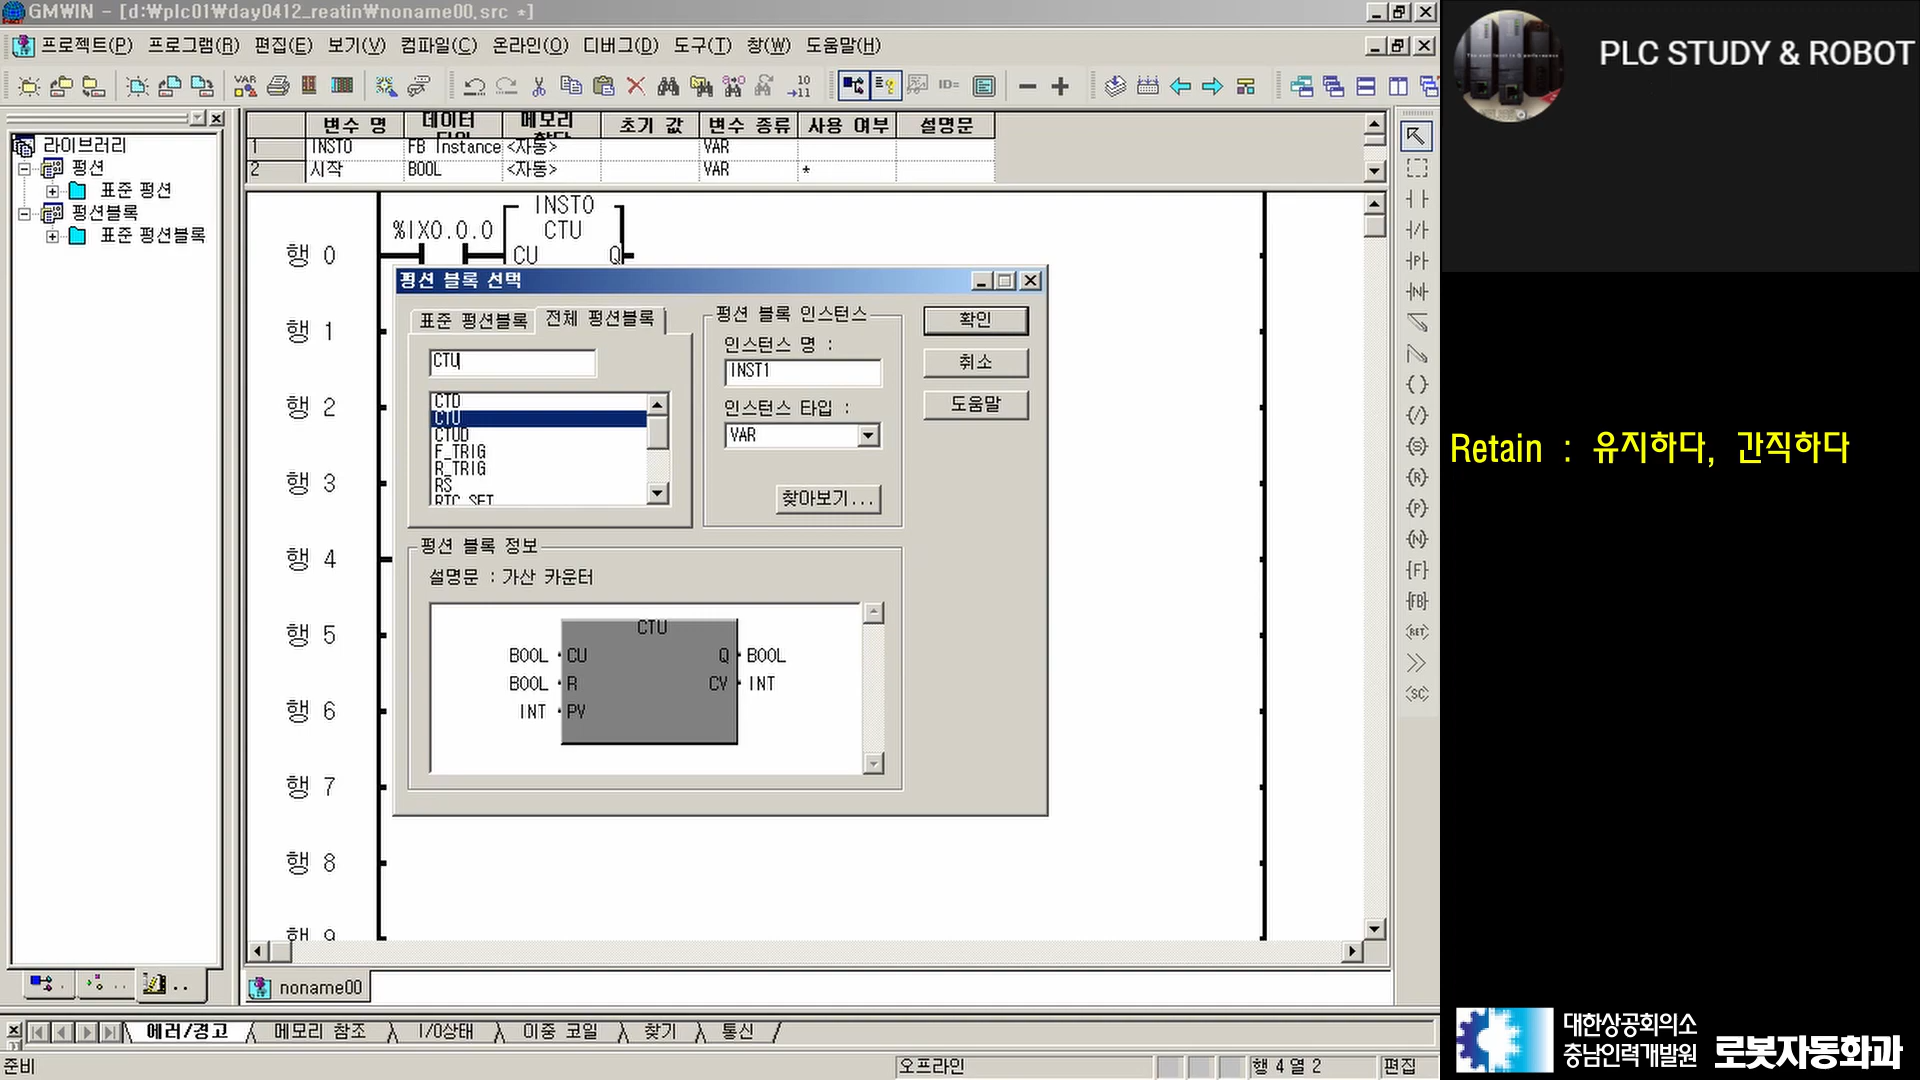 GMWIN - [d:₩plc01₩day0412_reatin₩noname00.src *]
프로젝트(P) 프로그램(R) 편집(E) 보기(V) 컴파일(C) 온라인(O) 디버그(D) 도구(T) 창(W) 도움말(H)
라이브러리
펑션
표준 펑션
펑션블록
표준 펑션블록
변수 명 데이터 타입 메모리 할당 초기 값 변수 종류 사용 여부 설명문
1 INST0 FB Instance <자동> VAR
2 시작 BOOL <자동> VAR *
INST0
%IX0.0.0 CTU
행 0 CU Q
행 1
행 2
행 3
행 4
행 5
행 6
행 7
행 8
행 9
펑션 블록 선택
표준 펑션블록 전체 펑션블록
CTU
CTD
CTU
CTUD
F_TRIG
R_TRIG
RS
RTC_SET
펑션 블록 인스턴스
인스턴스 명 :
INST1
인스턴스 타입 :
VAR
찾아보기...
확인
취소
도움말
펑션 블록 정보
설명문 : 가산 카운터
CTU
BOOL CU Q BOOL
BOOL R CV INT
INT PV
noname00
에러/경고 메모리 참조 I/O상태 이중 코일 찾기 통신
준비 오프라인 행 4 열 2 편집
PLC STUDY & ROBOT
Retain : 유지하다, 간직하다
대한상공회의소
충남인력개발원 로봇자동화과